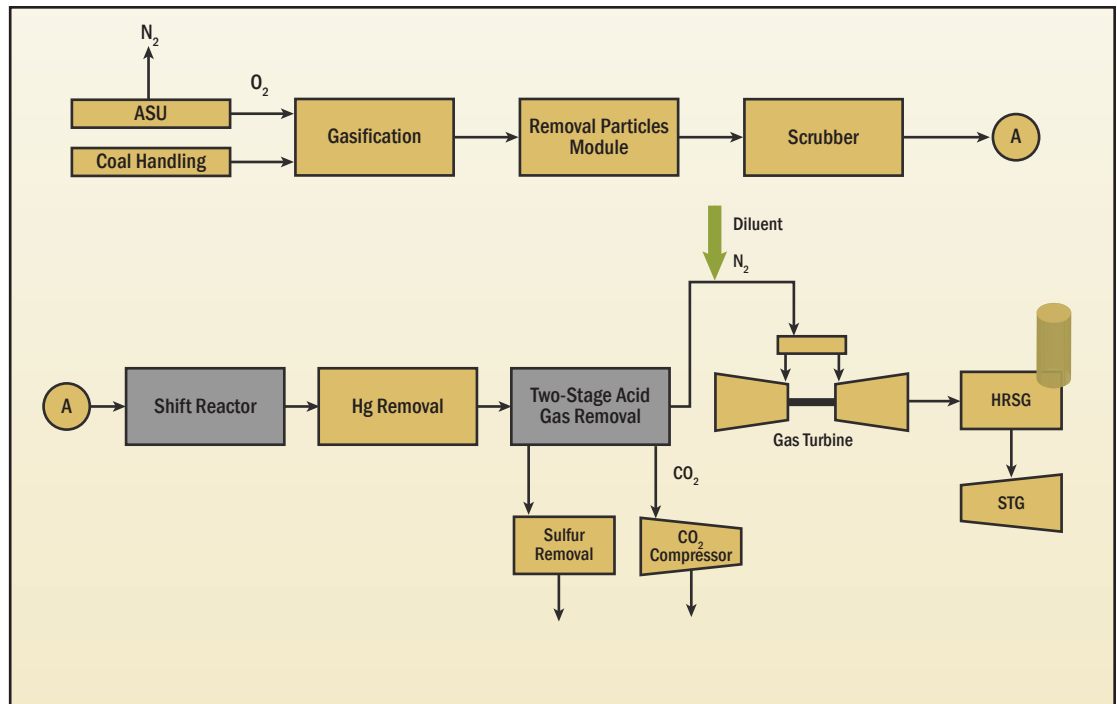 N₂
O₂
ASU
Coal Handling
Gasification
Removal Particles
Module
Scrubber
A
Diluent
N₂
A
Shift Reactor
Hg Removal
Two-Stage Acid
Gas Removal
Gas Turbine
HRSG
STG
CO₂
Sulfur
Removal
CO₂
Compressor